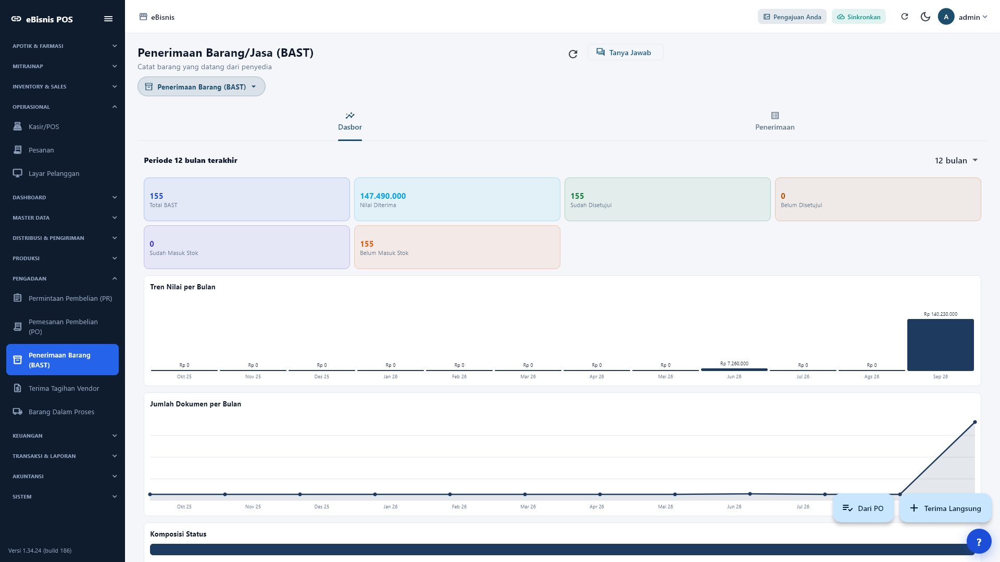 eBisnis POS
APOTIK & FARMASI
MITRAINAP
INVENTORY & SALES
OPERASIONAL
Kasir/POS
Pesanan
Layar Pelanggan
DASHBOARD
MASTER DATA
DISTRIBUSI & PENGIRIMAN
PRODUKSI
PENGADAAN
Permintaan Pembelian (PR)
Pemesanan Pembelian
(PO)
Penerimaan Barang
(BAST)
Terima Tagihan Vendor
Barang Dalam Proses
KEUANGAN
TRANSAKSI & LAPORAN
AKUNTANSI
SISTEM
Versi 1.34.24 (build 186)
eBisnis
Pengajuan Anda
Sinkronkan
A
admin
Penerimaan Barang/Jasa (BAST)
Catat barang yang datang dari penyedia
Tanya Jawab
Penerimaan Barang (BAST)
Dasbor
Penerimaan
Periode 12 bulan terakhir
12 bulan
155
Total BAST
147.490.000
Nilai Diterima
155
Sudah Disetujui
0
Belum Disetujui
0
Sudah Masuk Stok
155
Belum Masuk Stok
Tren Nilai per Bulan
Rp 0 Rp 0 Rp 0 Rp 0 Rp 0 Rp 0 Rp 0 Rp 0 Rp 7.260.000 Rp 0 Rp 0 Rp 140.230.000
Okt 25 Nov 25 Des 25 Jan 26 Feb 26 Mar 26 Apr 26 Mei 26 Jun 26 Jul 26 Ags 26 Sep 26
Jumlah Dokumen per Bulan
Okt 25 Nov 25 Des 25 Jan 26 Feb 26 Mar 26 Apr 26 Mei 26 Jun 26 Jul 26
Dari PO
Terima Langsung
Komposisi Status
?